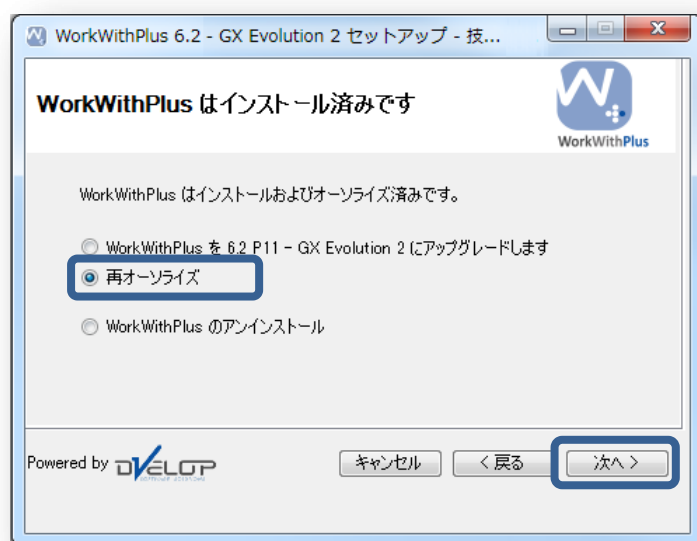 WorkWithPlus 6.2 - GX Evolution 2 セットアップ - 技...
WorkWithPlus はインストール済みです
WorkWithPlus
WorkWithPlus はインストールおよびオーソライズ済みです。
WorkWithPlus を 6.2 P11 - GX Evolution 2 にアップグレードします
再オーソライズ
WorkWithPlus のアンインストール
Powered by DVELOP
SOFTWARE SOLUTIONS
キャンセル
< 戻る
次へ >